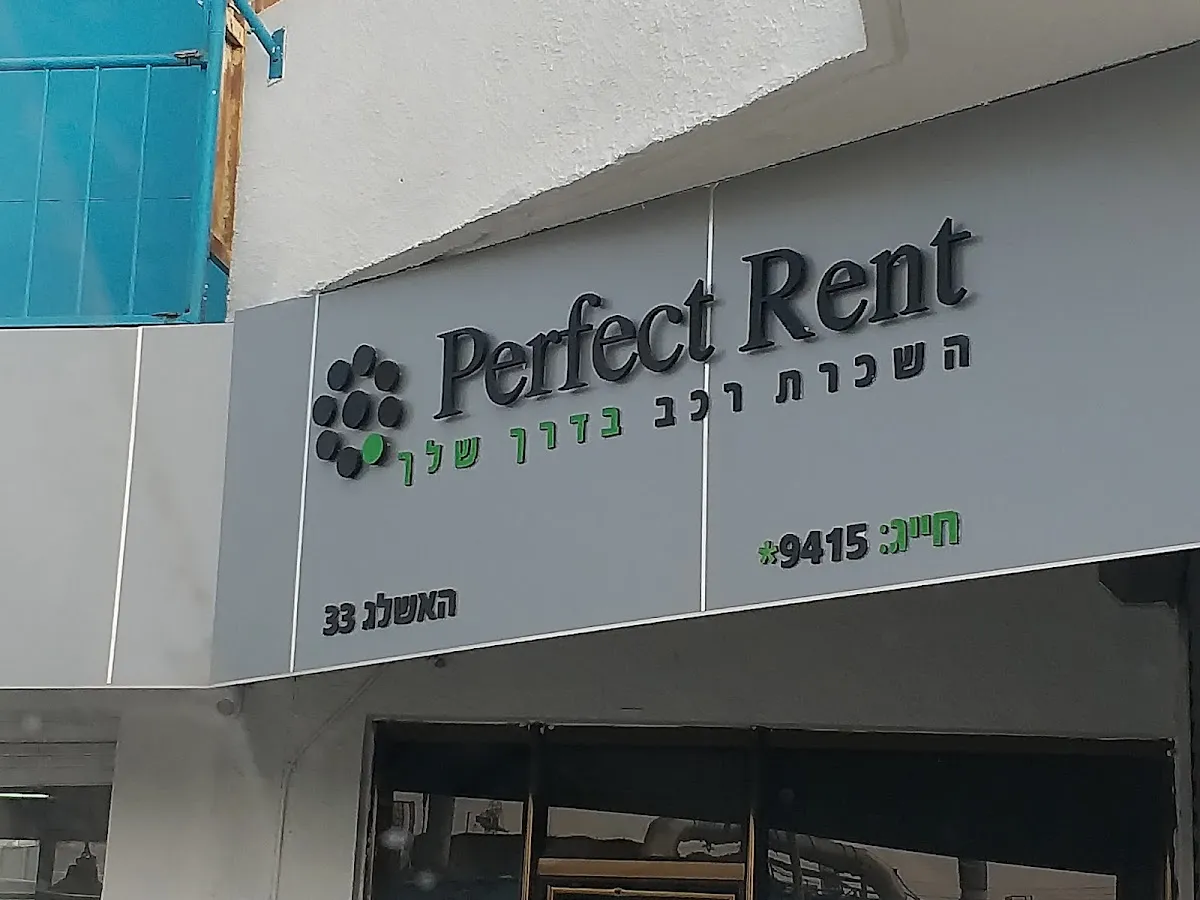 Perfect Rent
השכרת רכב בדרך שלך
חייג: 9415*
האשלג 33